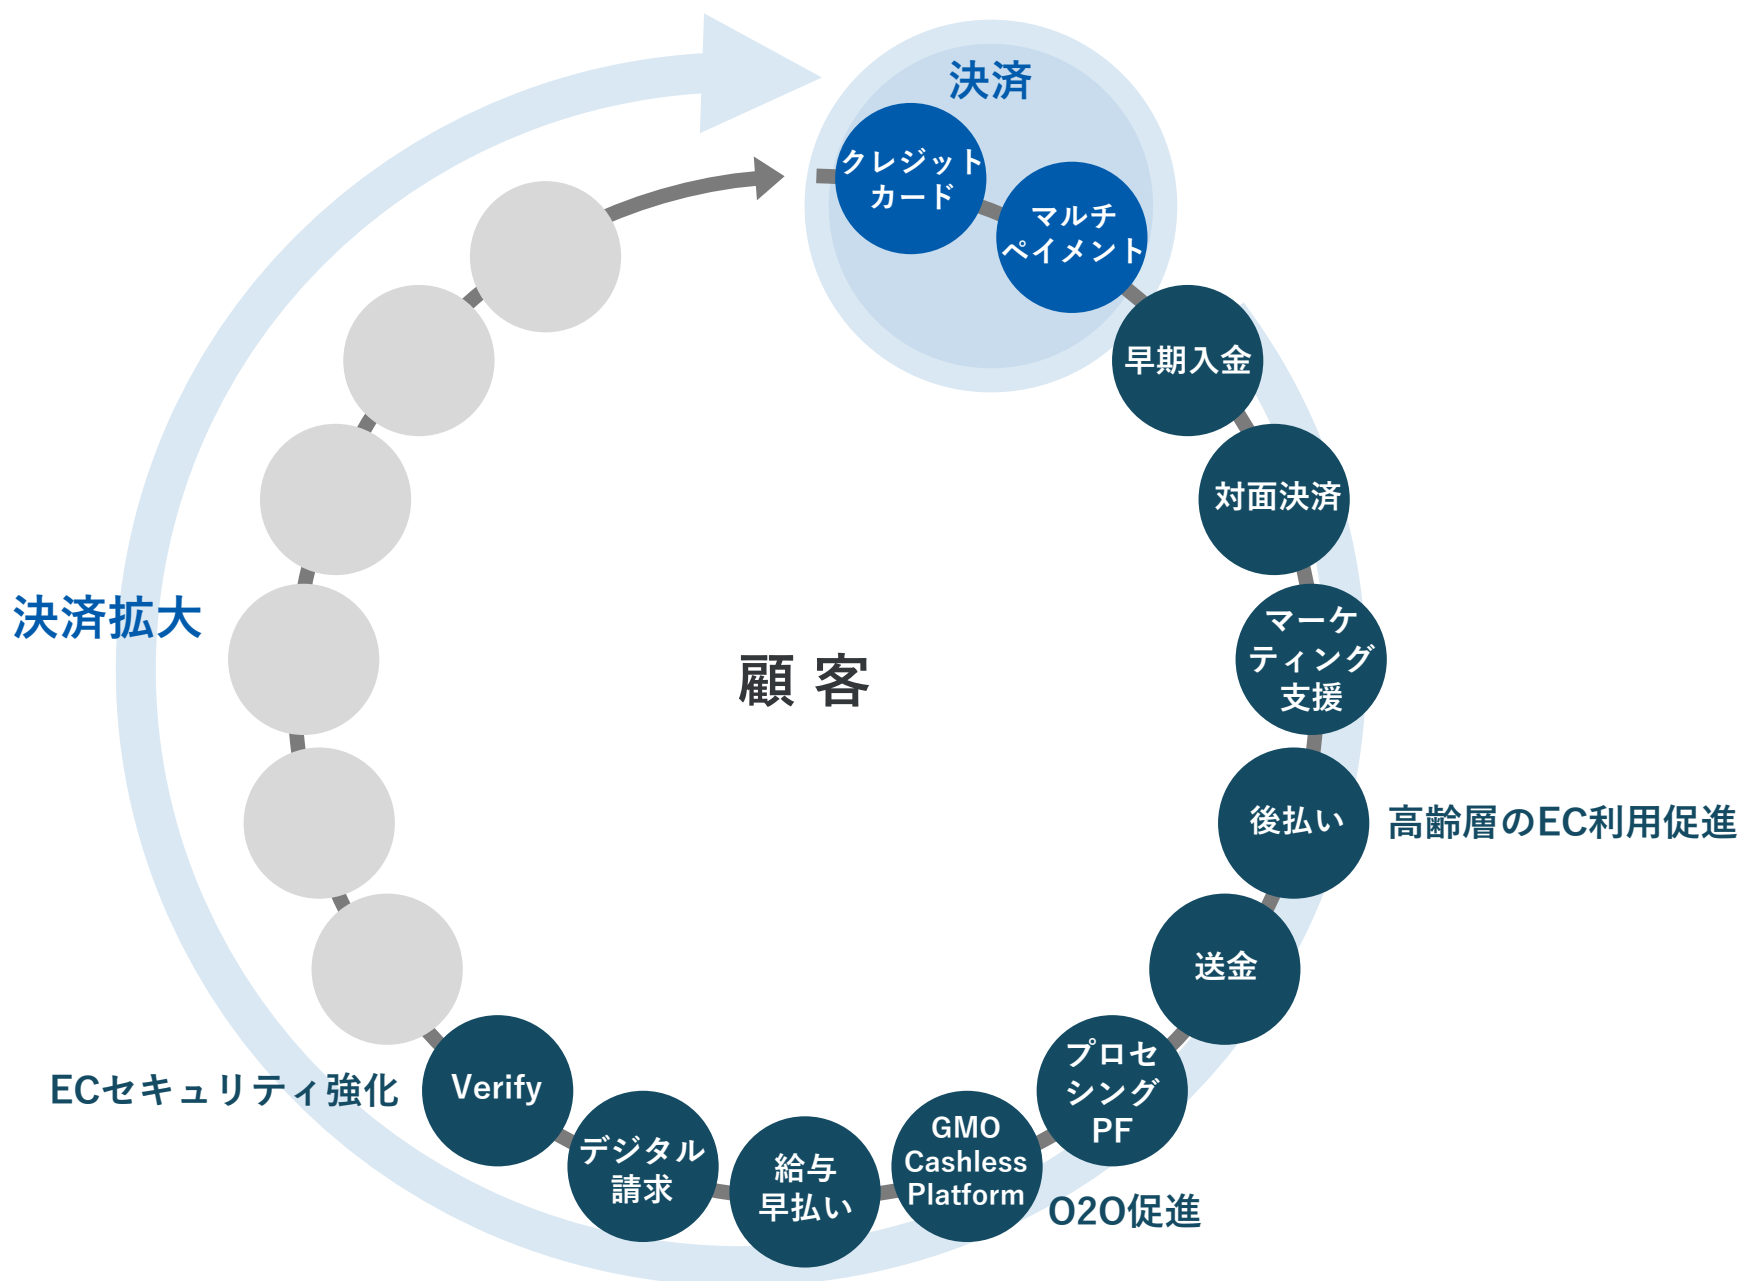 決済
クレジット
カード
マルチ
ペイメント
早期入金
対面決済
マーケ
ティング
支援
後払い
高齢層のEC利用促進
送金
プロセ
シング
PF
GMO
Cashless
Platform
O2O促進
給与
早払い
デジタル
請求
Verify
ECセキュリティ強化
決済拡大
顧客